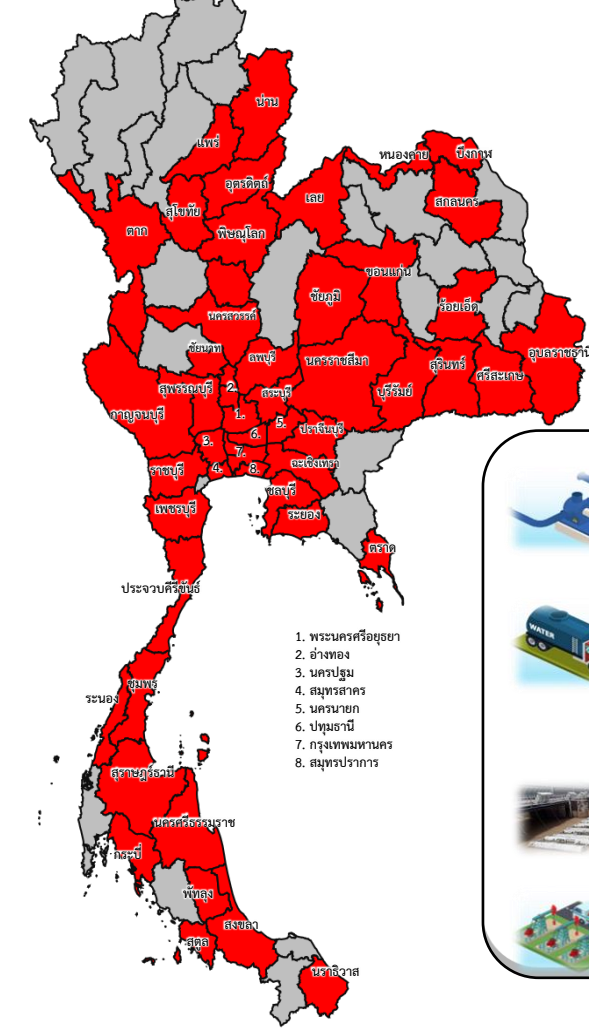 น่าน
แพร่
หนองคาย
บึงกาฬ
อุตรดิตถ์
เลย
สกลนคร
สุโขทัย
ตาก
พิษณุโลก
ขอนแก่น
ชัยภูมิ
ร้อยเอ็ด
นครสวรรค์
ชัยนาท
ลพบุรี
นครราชสีมา
อุบลราชธานี
สุรินทร์
ศรีสะเกษ
สุพรรณบุรี
2.
สระบุรี
บุรีรัมย์
กาญจนบุรี
1.
5.
ปราจีนบุรี
6.
3.
7.
ราชบุรี
4.
8.
ฉะเชิงเทรา
ชลบุรี
เพชรบุรี
ระยอง
ตราด
ประจวบคีรีขันธ์
WATER
1. พระนครศรีอยุธยา
2. อ่างทอง
3. นครปฐม
4. สมุทรสาคร
5. นครนายก
6. ปทุมธานี
7. กรุงเทพมหานคร
8. สมุทรปราการ
ชุมพร
ระนอง
สุราษฎร์ธานี
นครศรีธรรมราช
กระบี่
พัทลุง
สงขลา
สตูล
นราธิวาส